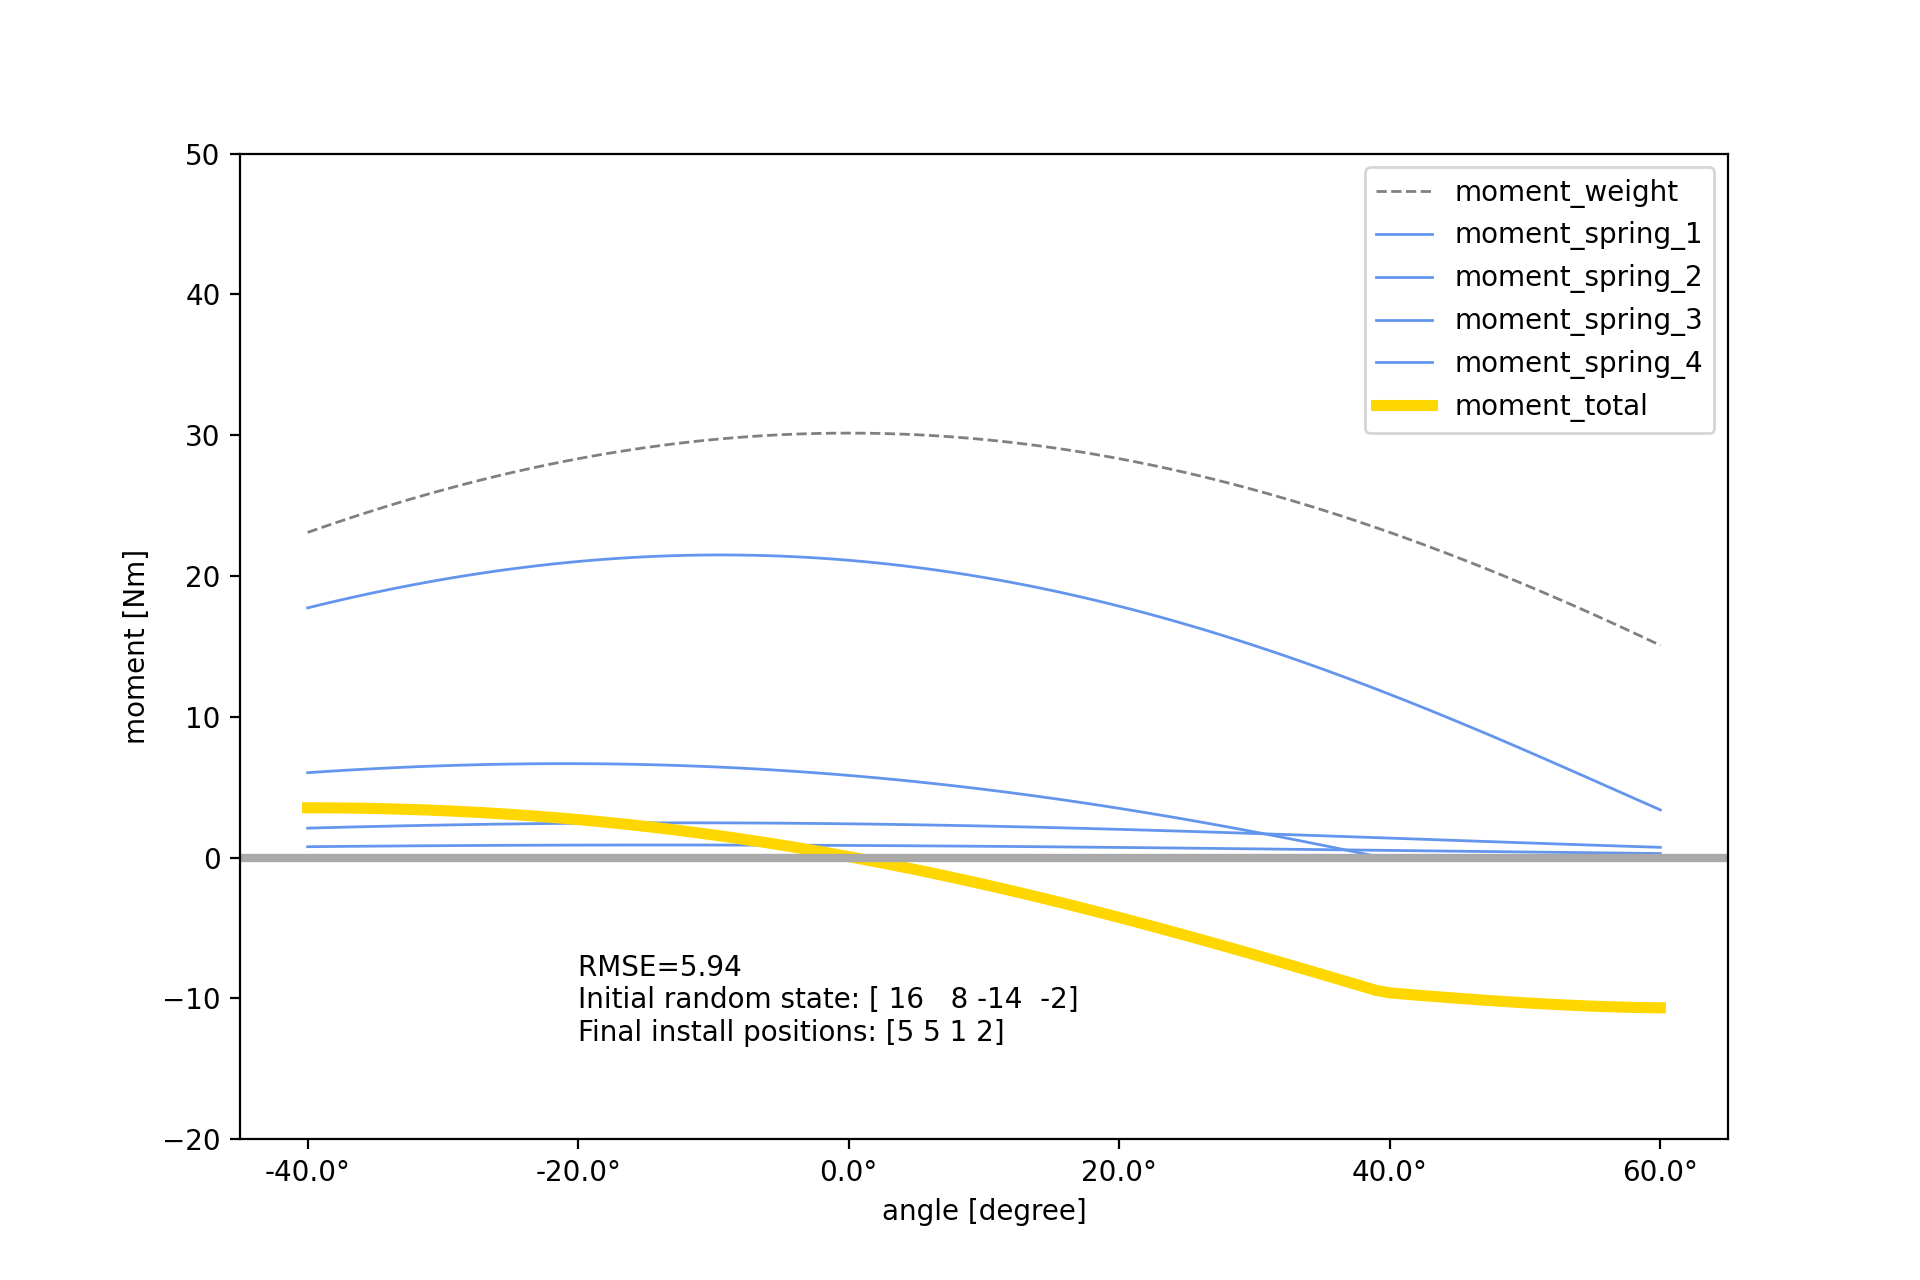 50
40
30
20
10
0
−10
−20
moment [Nm]
moment_weight
moment_spring_1
moment_spring_2
moment_spring_3
moment_spring_4
moment_total
RMSE=5.94
Initial random state: [ 16   8 -14  -2]
Final install positions: [5 5 1 2]
-40.0° -20.0° 0.0° 20.0° 40.0° 60.0°
angle [degree]